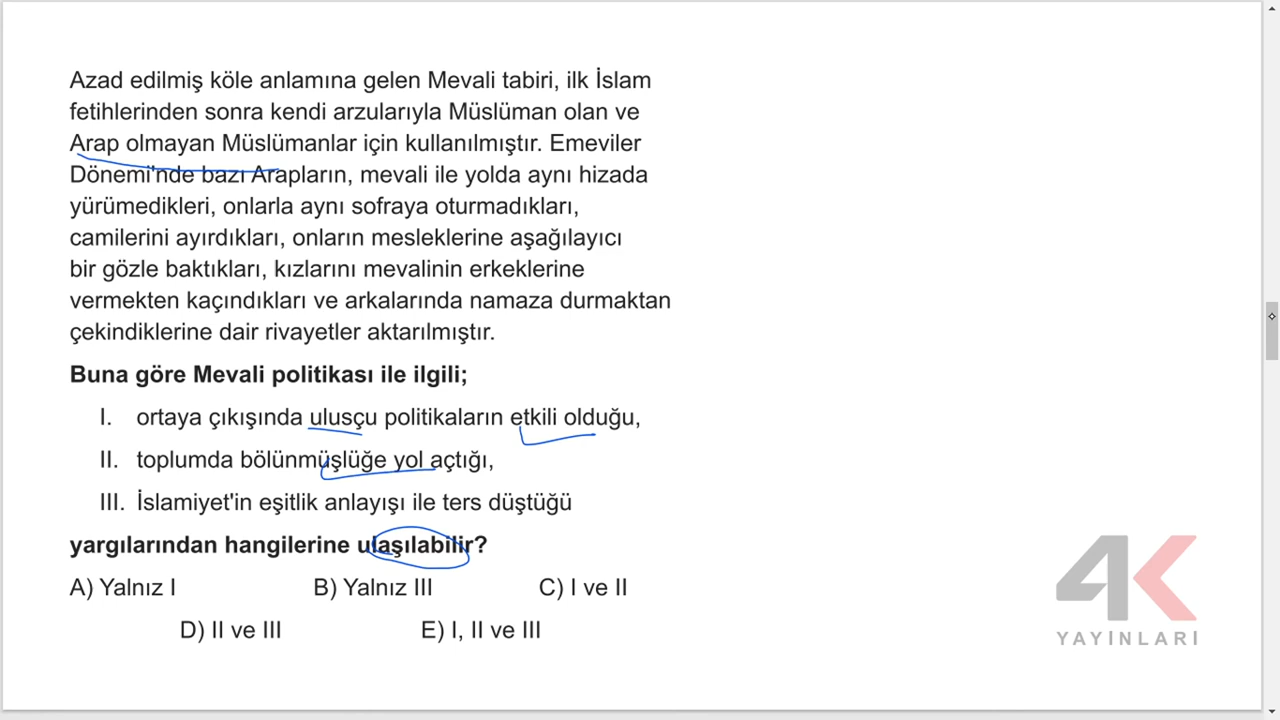 Azad edilmiş köle anlamına gelen Mevali tabiri, ilk İslam
fetihlerinden sonra kendi arzularıyla Müslüman olan ve
Arap olmayan Müslümanlar için kullanılmıştır. Emeviler
Dönemi'nde bazı Arapların, mevali ile yolda aynı hizada
yürümedikleri, onlarla aynı sofraya oturmadıkları,
camilerini ayırdıkları, onların mesleklerine aşağılayıcı
bir gözle baktıkları, kızlarını mevalinin erkeklerine
vermekten kaçındıkları ve arkalarında namaza durmaktan
çekindiklerine dair rivayetler aktarılmıştır.
Buna göre Mevali politikası ile ilgili;
I. ortaya çıkışında ulusçu politikaların etkili olduğu,
II. toplumda bölünmüşlüğe yol açtığı,
III. İslamiyet'in eşitlik anlayışı ile ters düştüğü
yargılarından hangilerine ulaşılabilir?
A) Yalnız I B) Yalnız III C) I ve II
D) II ve III E) I, II ve III
4K
YAYINLARI